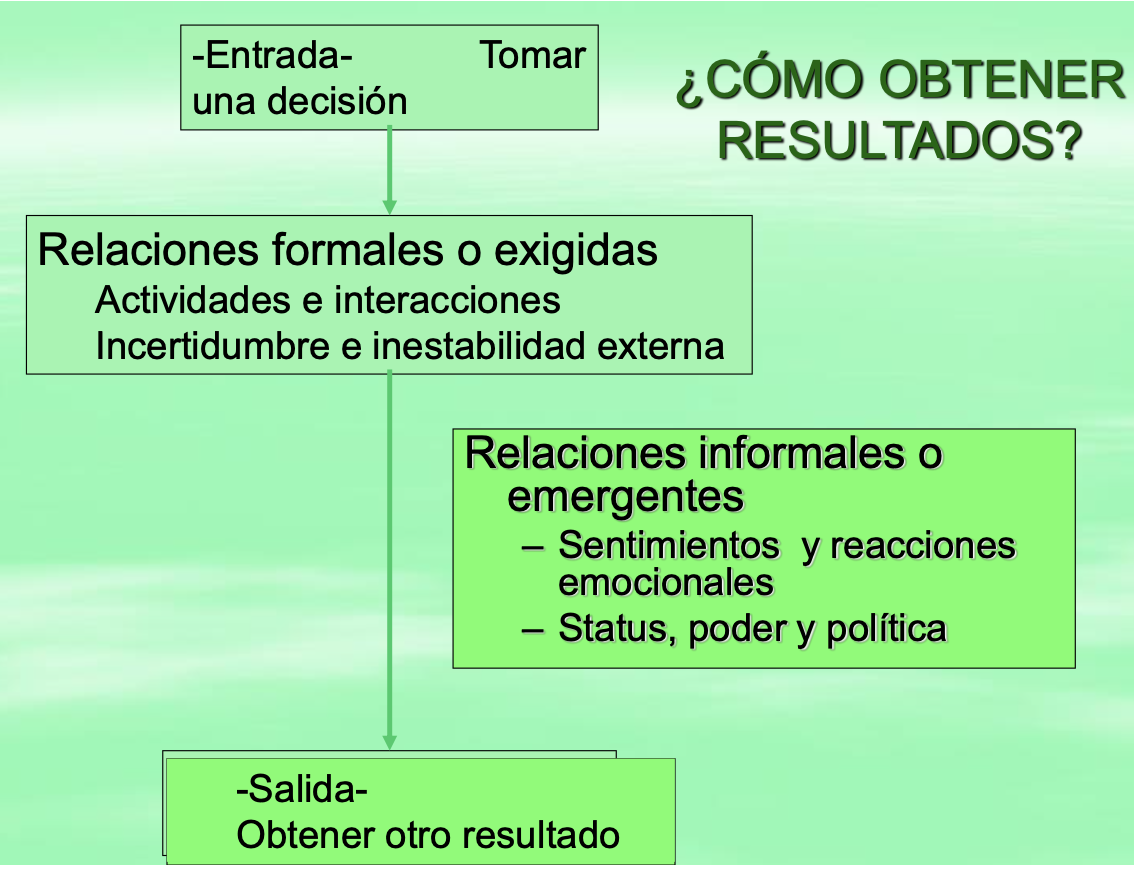 -Entrada- Tomar
una decisión
¿CÓMO OBTENER
RESULTADOS?
Relaciones formales o exigidas
Actividades e interacciones
Incertidumbre e inestabilidad externa
Relaciones informales o
emergentes
– Sentimientos y reacciones
emocionales
– Status, poder y política
-Salida-
Obtener otro resultado